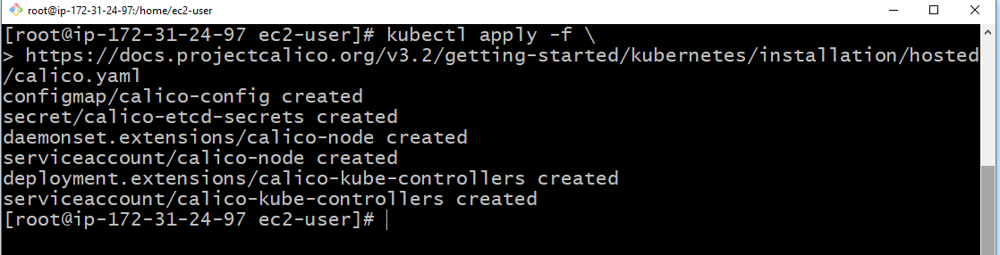 root@ip-172-31-24-97:/home/ec2-user
[root@ip-172-31-24-97 ec2-user]# kubectl apply -f \
> https://docs.projectcalico.org/v3.2/getting-started/kubernetes/installation/hosted
/calico.yaml
configmap/calico-config created
secret/calico-etcd-secrets created
daemonset.extensions/calico-node created
serviceaccount/calico-node created
deployment.extensions/calico-kube-controllers created
serviceaccount/calico-kube-controllers created
[root@ip-172-31-24-97 ec2-user]#